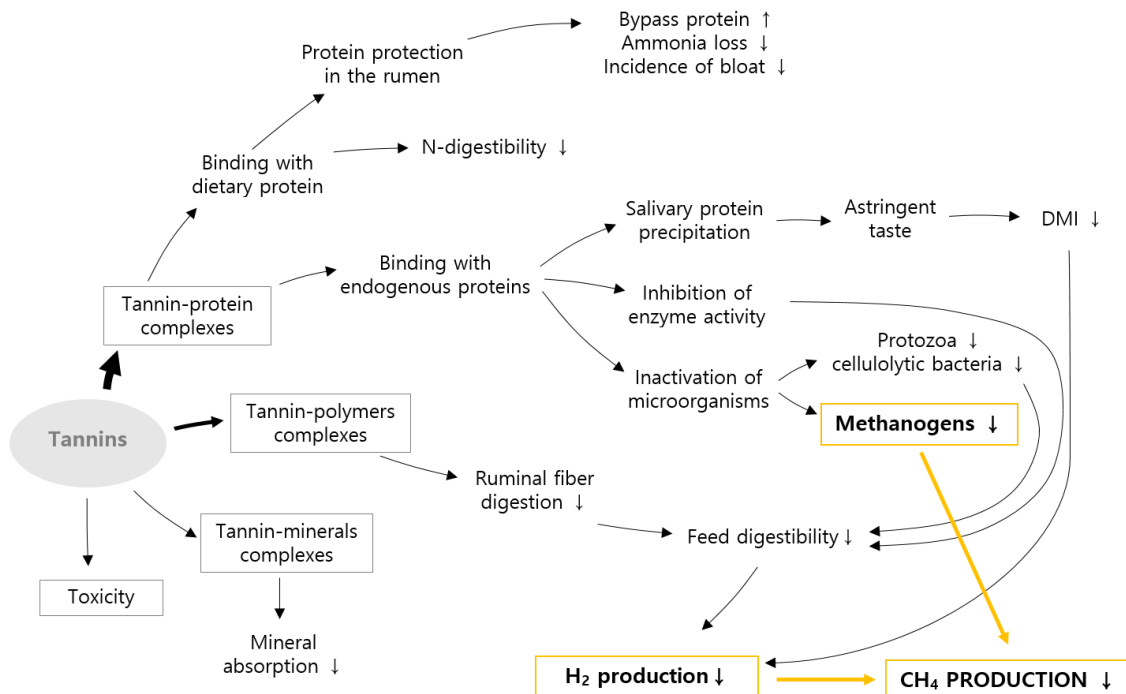 Bypass protein ↑
Ammonia loss ↓
Incidence of bloat ↓
Protein protection
in the rumen
N-digestibility ↓
Binding with
dietary protein
Salivary protein
precipitation
Astringent
taste
DMI ↓
Binding with
endogenous proteins
Tannin-protein
complexes
Inhibition of
enzyme activity
Protozoa ↓
cellulolytic bacteria ↓
Inactivation of
microorganisms
Methanogens ↓
Tannin-polymers
complexes
Tannins
Ruminal fiber
digestion ↓
Tannin-minerals
complexes
Feed digestibility ↓
Toxicity
Mineral
absorption ↓
H₂ production ↓
CH₄ PRODUCTION ↓